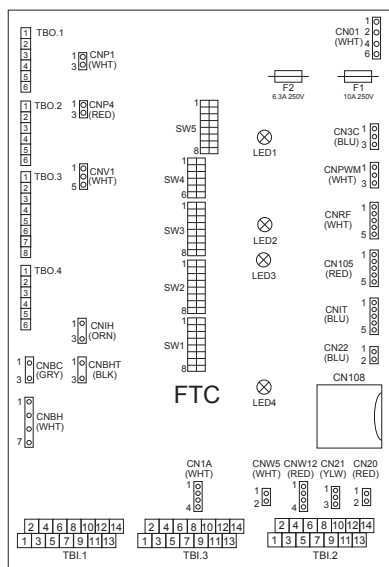 1 TBO.1
2
3
4
5
6
CNP1
(WHT)
1
3
CN01
(WHT)
1
2
4
6
F2
6.3A 250V
F1
10A 250V
1 TBO.2
2
3
4
5
6
CNP4
(RED)
1
3
SW5
1
8
LED1
CN3C
(BLU)
1
3
1 TBO.3
2
3
4
5
6
7
8
CNV1
(WHT)
1
5
SW4
1
6
CNPWM
(WHT)
1
3
SW3
1
8
LED2
CNRF
(WHT)
1
5
1 TBO.4
2
3
4
5
6
SW2
1
8
LED3
CN105
(RED)
1
5
CNIT
(BLU)
1
5
CNIH
(ORN)
1
3
SW1
1
8
CN22
(BLU)
1
2
CNBC
(GRY)
1
3
CNBHT
(BLK)
1
3
FTC
LED4
CN108
CNBH
(WHT)
1
7
CN1A
(WHT)
1
4
CNW5
(WHT)
1
2
CNW12
(RED)
1
4
CN21
(YLW)
1
3
CN20
(RED)
1
2
2 4 6 8 10 12 14
1 3 5 7 9 11 13
TBI.1
2 4 6 8 10 12 14
1 3 5 7 9 11 13
TBI.3
2 4 6 8 10 12 14
1 3 5 7 9 11 13
TBI.2